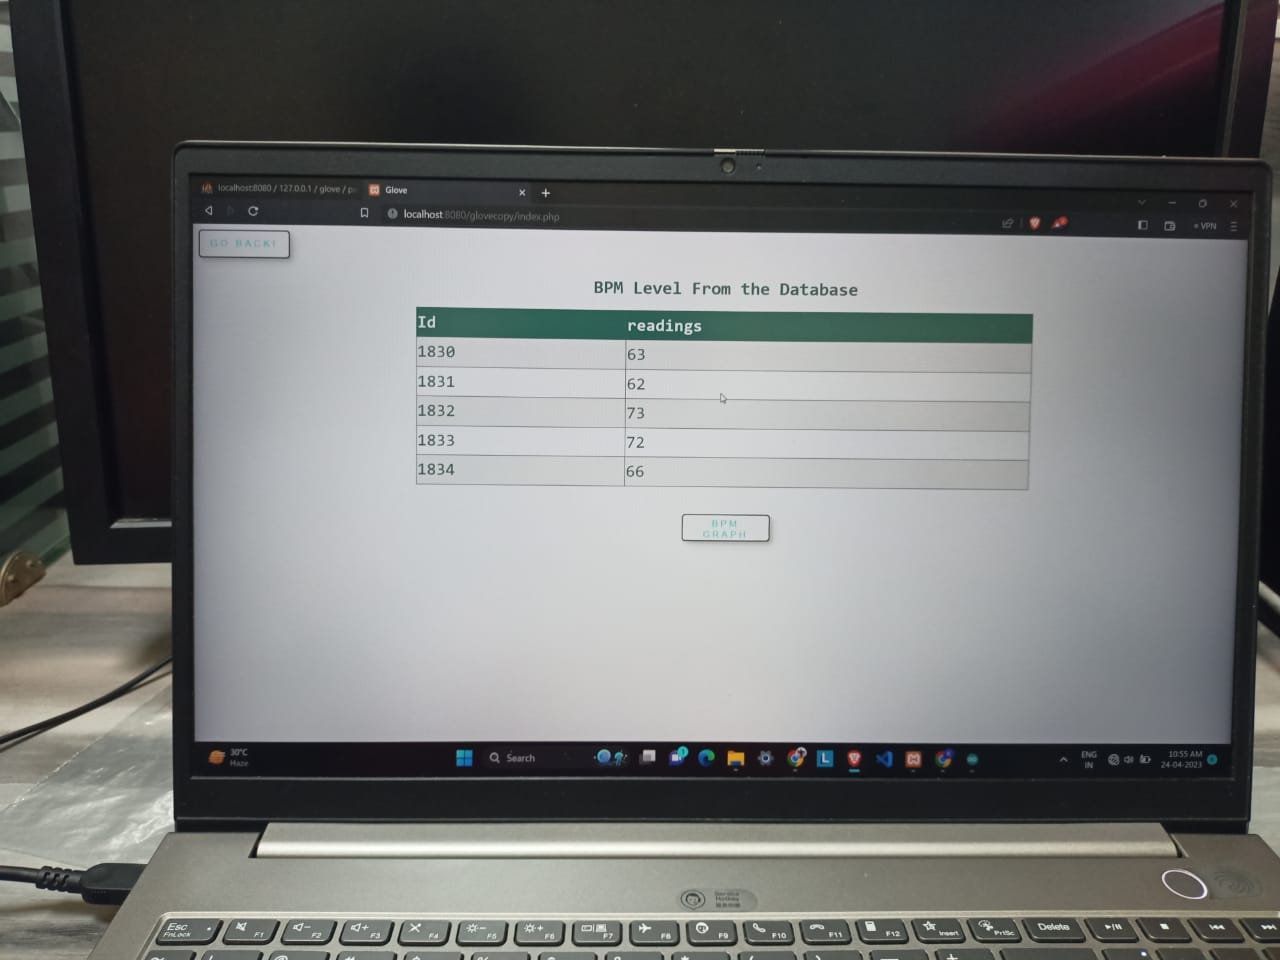 localhost:8080 / 127.0.0.1 / glove / p
Glove
localhost:8080/glovecopy/index.php
VPN
GO BACK!
BPM Level From the Database
Id readings
1830 63
1831 62
1832 73
1833 72
1834 66
BPM
GRAPH
30°C
Haze
Search
ENG
IN
10:55 AM
24-04-2023
Service
Hotkey
Esc
FnLock
F1
F2
F3
F4
F5
F6
F7
F8
F9
F10
F11
F12
Insert
PrtSc
Delete